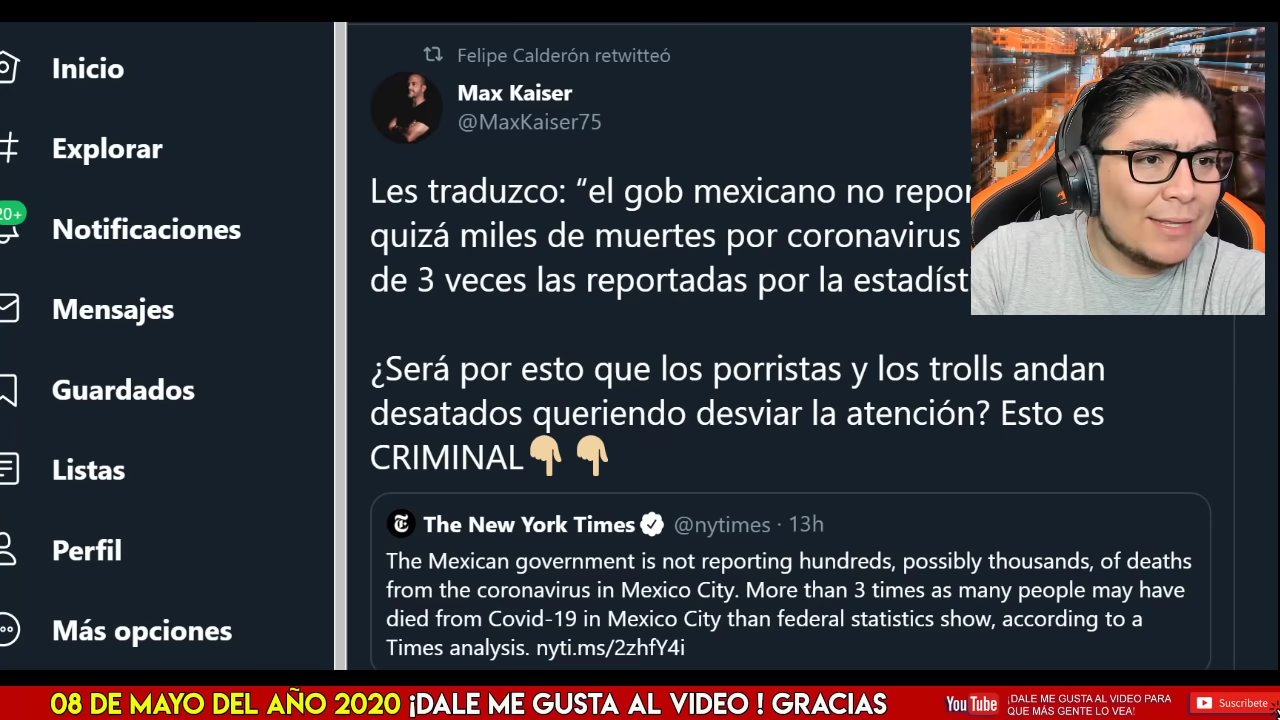 Inicio
Explorar
20+
Notificaciones
Mensajes
Guardados
Listas
Perfil
Más opciones
Felipe Calderón retwitteó
Max Kaiser
@MaxKaiser75
Les traduzco: “el gob mexicano no repor
quizá miles de muertes por coronavirus
de 3 veces las reportadas por la estadíst
¿Será por esto que los porristas y los trolls andan
desatados queriendo desviar la atención? Esto es
CRIMINAL👇🏼👇🏼
The New York Times @nytimes · 13h
The Mexican government is not reporting hundreds, possibly thousands, of deaths
from the coronavirus in Mexico City. More than 3 times as many people may have
died from Covid-19 in Mexico City than federal statistics show, according to a
Times analysis. nyti.ms/2zhfY4i
08 DE MAYO DEL AÑO 2020 ¡DALE ME GUSTA AL VIDEO ! GRACIAS
YouTube
¡DALE ME GUSTA AL VIDEO PARA
QUE MÁS GENTE LO VEA!
Suscribete